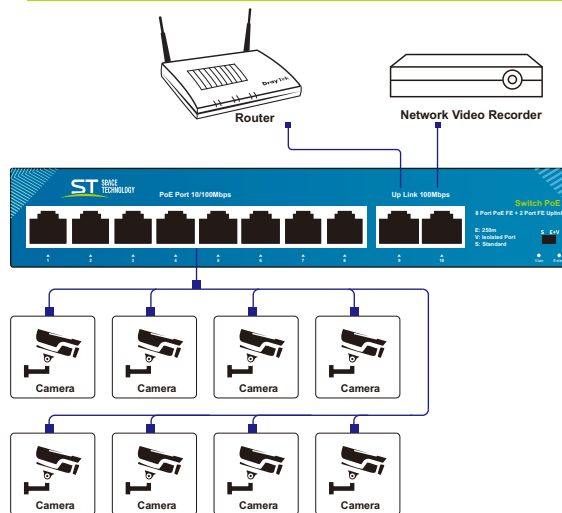 DrayTek
Router
Network Video Recorder
ST SPACE
TECHNOLOGY
PoE Port 10/100Mbps
Up Link 100Mbps
Switch PoE
8 Port PoE FE + 2 Port FE Uplin
E: 250m
V: Isolated Port
S: Standard
S E+V
1 2 3 4 5 6 7 8 9 10
Camera Camera Camera Camera
Camera Camera Camera Camera